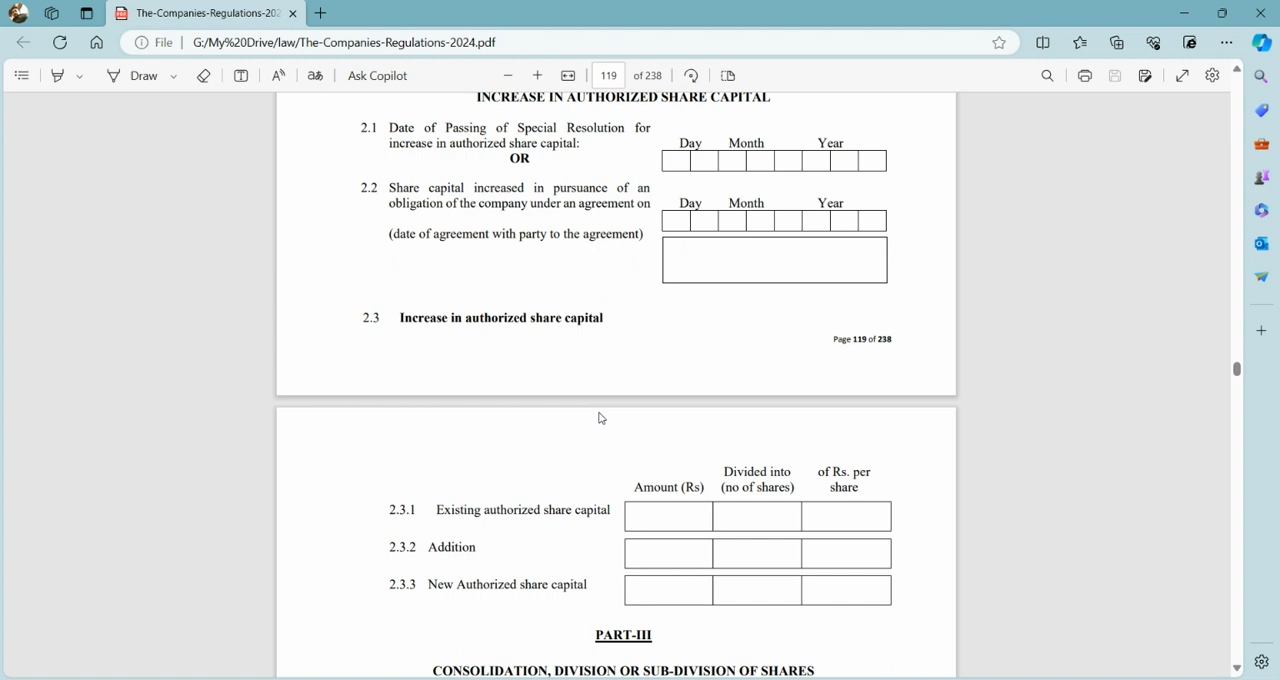 The-Companies-Regulations-202
File
G:/My%20Drive/law/The-Companies-Regulations-2024.pdf
Draw
aあ
Ask Copilot
119 of 238
INCREASE IN AUTHORIZED SHARE CAPITAL
2.1 Date of Passing of Special Resolution for
increase in authorized share capital:
Day Month Year
OR
2.2 Share capital increased in pursuance of an
obligation of the company under an agreement on
Day Month Year
(date of agreement with party to the agreement)
2.3 Increase in authorized share capital
Page 119 of 238
Amount (Rs)
Divided into
(no of shares)
of Rs. per
share
2.3.1 Existing authorized share capital
2.3.2 Addition
2.3.3 New Authorized share capital
PART-III
CONSOLIDATION, DIVISION OR SUB-DIVISION OF SHARES